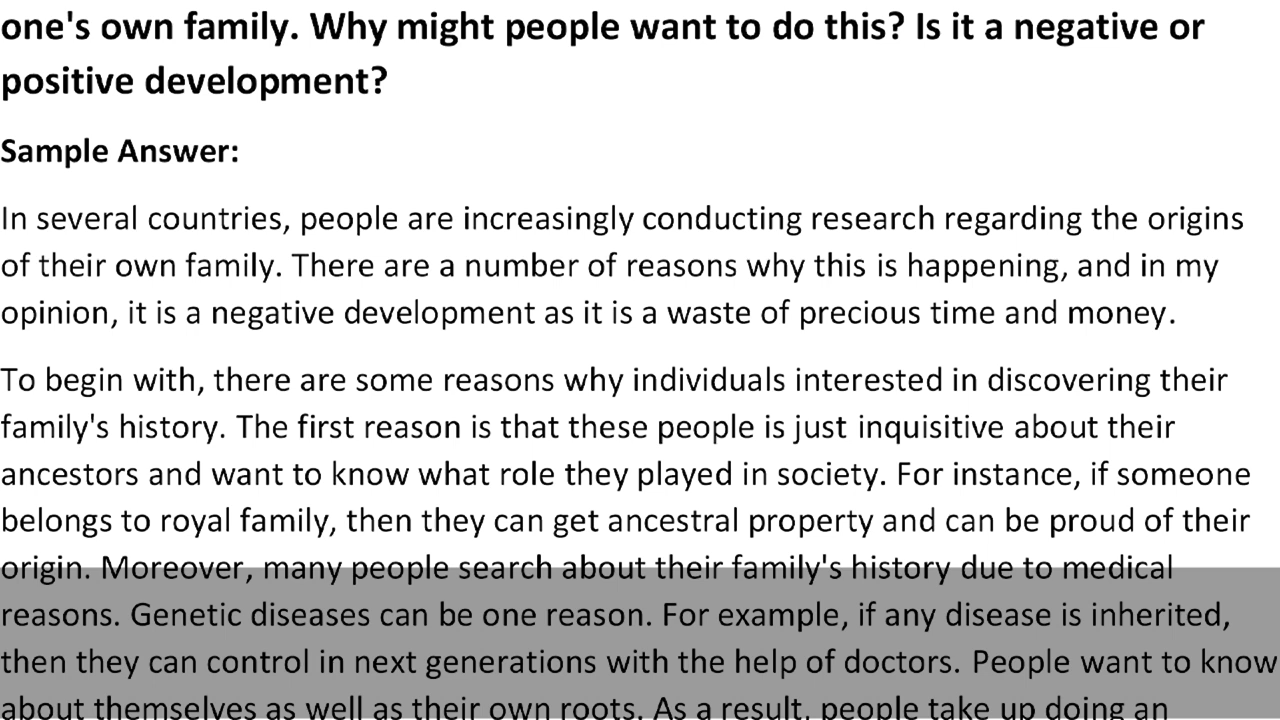 one's own family. Why might people want to do this? Is it a negative or
positive development?
Sample Answer:
In several countries, people are increasingly conducting research regarding the origins
of their own family. There are a number of reasons why this is happening, and in my
opinion, it is a negative development as it is a waste of precious time and money.
To begin with, there are some reasons why individuals interested in discovering their
family's history. The first reason is that these people is just inquisitive about their
ancestors and want to know what role they played in society. For instance, if someone
belongs to royal family, then they can get ancestral property and can be proud of their
origin. Moreover, many people search about their family's history due to medical
reasons. Genetic diseases can be one reason. For example, if any disease is inherited,
then they can control in next generations with the help of doctors. People want to know
about themselves as well as their own roots. As a result, people take up doing an